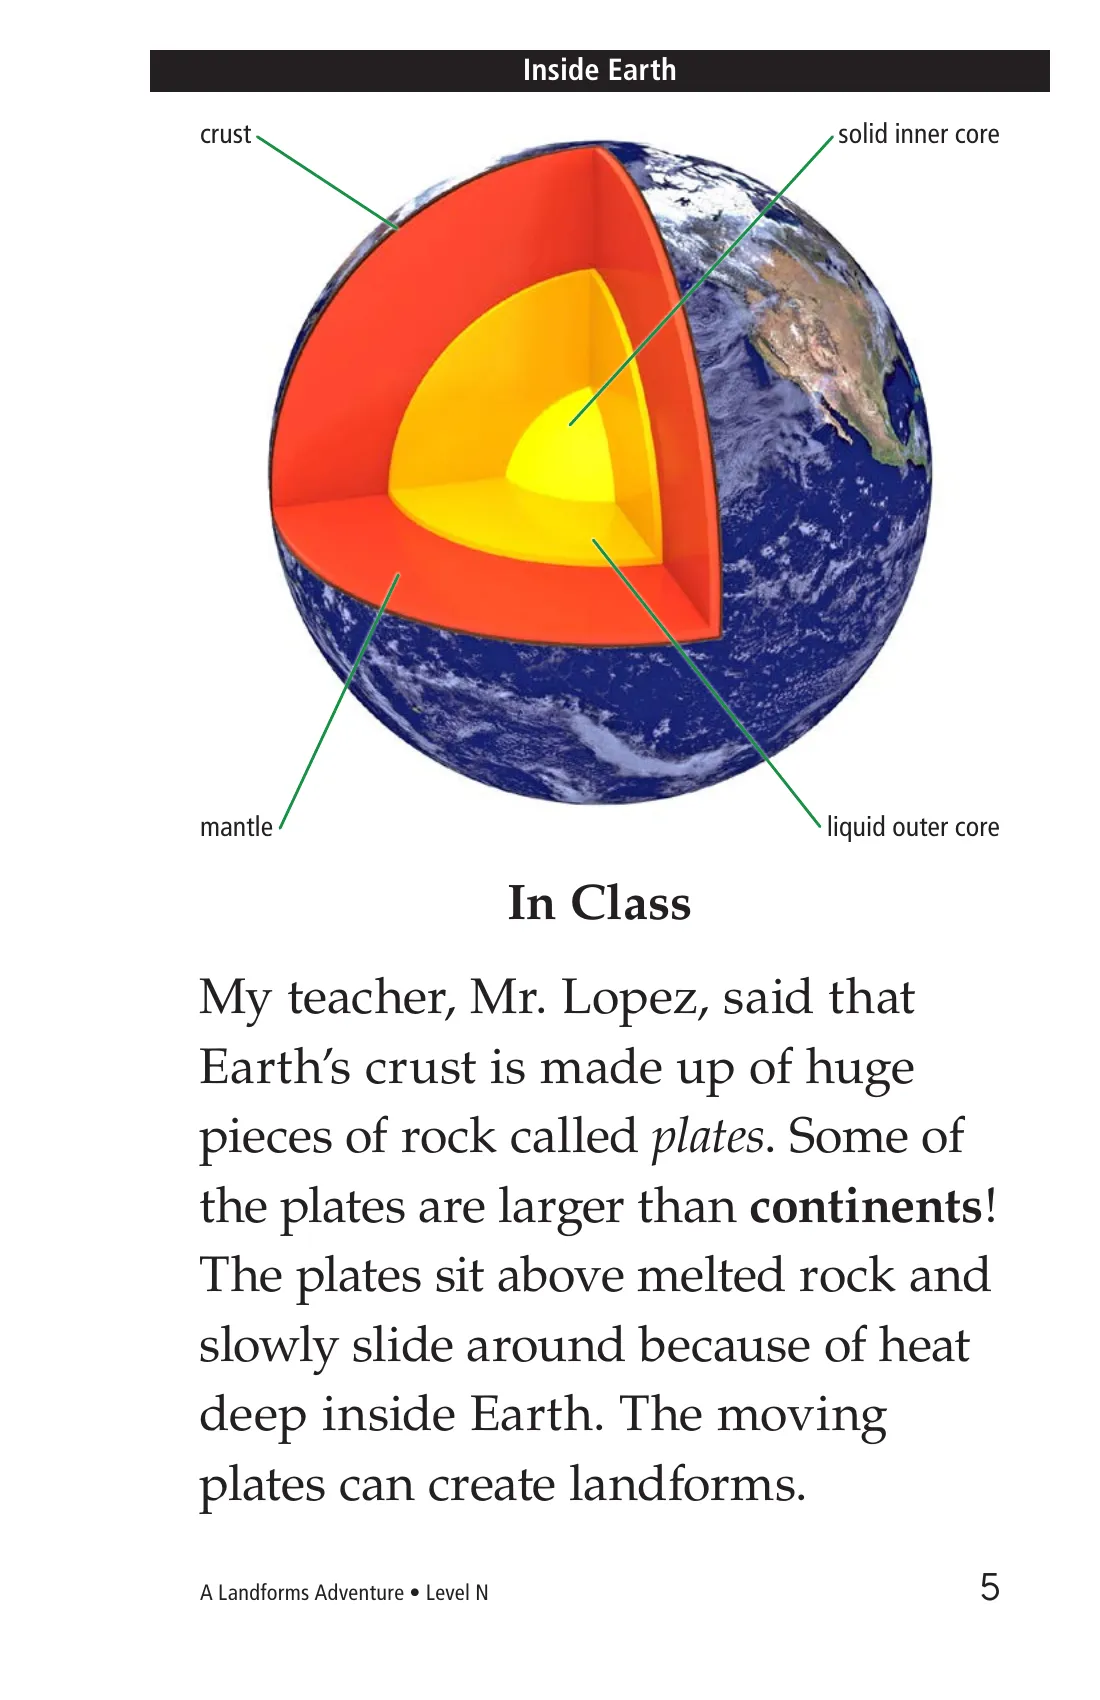 Inside Earth
crust
solid inner core
mantle
liquid outer core
In Class
My teacher, Mr. Lopez, said that
Earth’s crust is made up of huge
pieces of rock called plates. Some of
the plates are larger than continents!
The plates sit above melted rock and
slowly slide around because of heat
deep inside Earth. The moving
plates can create landforms.
A Landforms Adventure • Level N
5